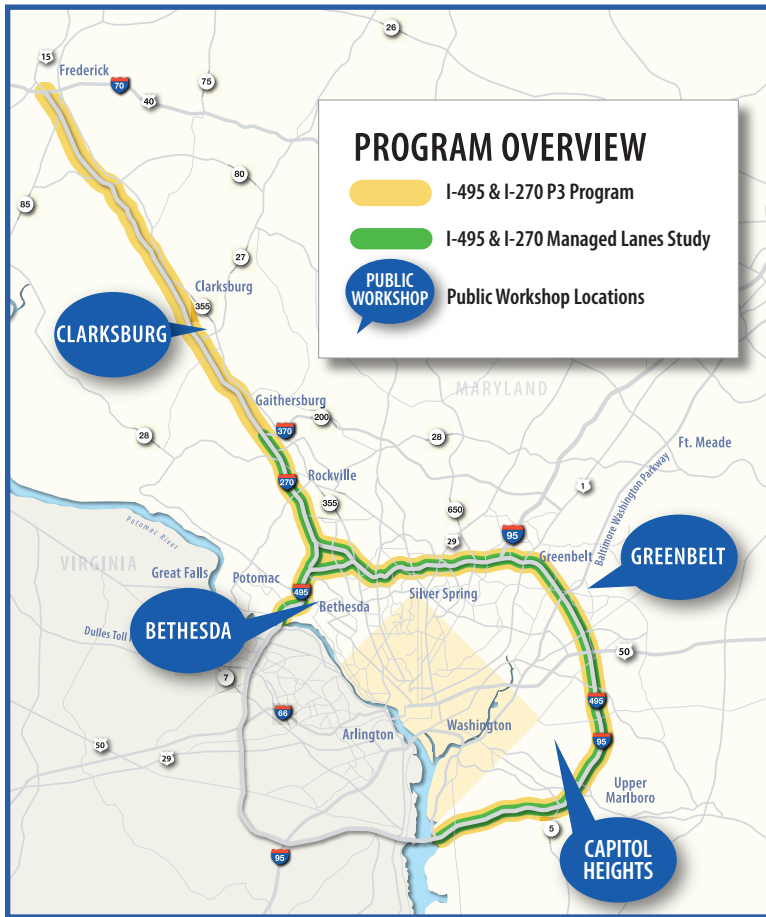 26
15
Frederick
70
75
40
PROGRAM OVERVIEW
I-495 & I-270 P3 Program
I-495 & I-270 Managed Lanes Study
PUBLIC
WORKSHOP
Public Workshop Locations
80
85
27
Clarksburg
355
CLARKSBURG
MARYLAND
Gaithersburg
200
370
28
28
Ft. Meade
Rockville
270
355
650
1
Baltimore Washington Parkway
29
95
Potomac River
VIRGINIA
Great Falls
Potomac
Greenbelt
GREENBELT
495
Bethesda
Silver Spring
BETHESDA
Dulles Toll
50
7
495
66
Arlington
Washington
95
50
29
Upper
Marlboro
5
95
CAPITOL
HEIGHTS